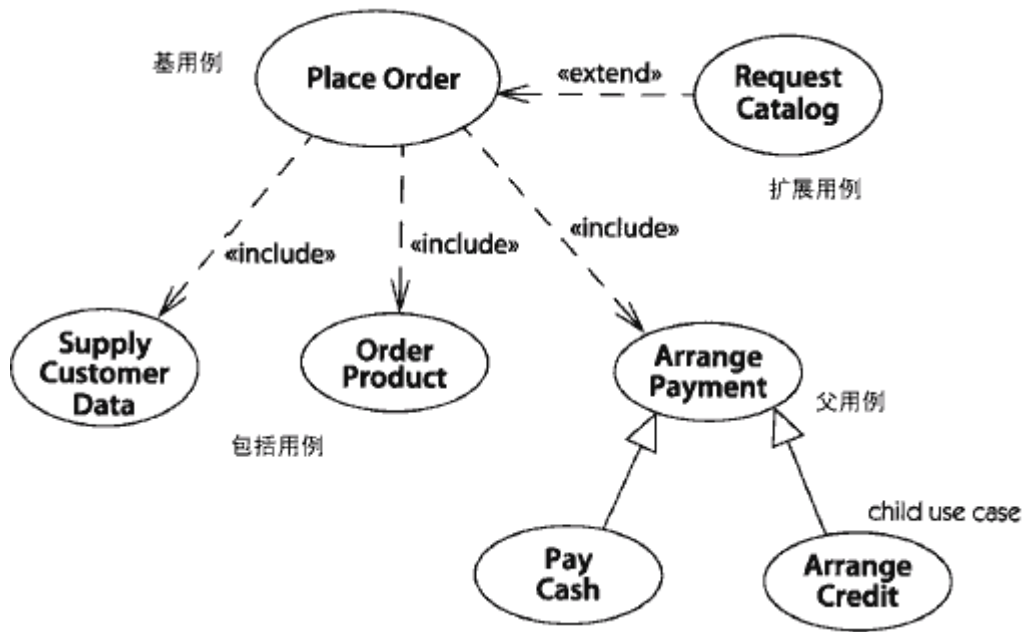 基用例
Place Order
«extend»
Request
Catalog
扩展用例
«include»
«include»
«include»
Supply
Customer
Data
Order
Product
Arrange
Payment
包括用例
父用例
child use case
Pay
Cash
Arrange
Credit